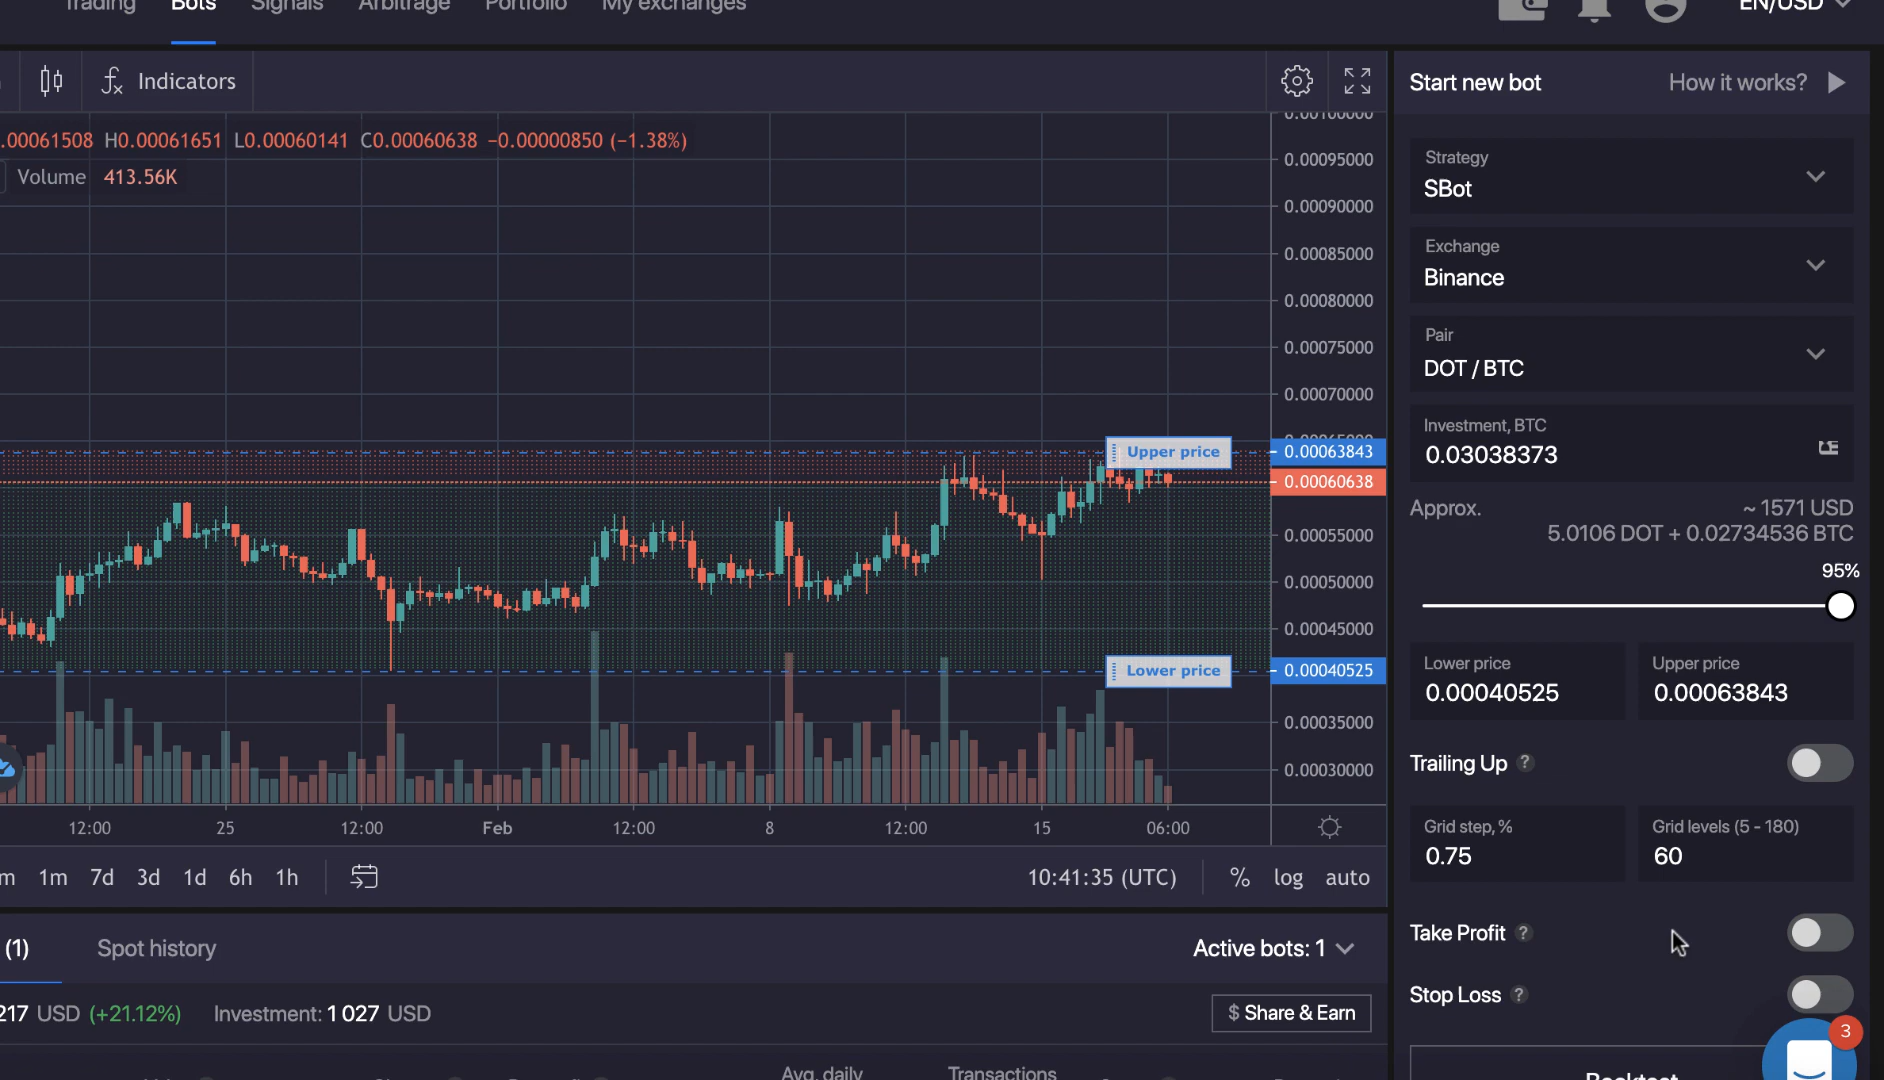 Trading Bots Signals Arbitrage Portfolio My exchanges EN/USD
Indicators
.00061508 H0.00061651 L0.00060141 C0.00060638 −0.00000850 (−1.38%)
Volume 413.56K
0.00100000
0.00095000
0.00090000
0.00085000
0.00080000
0.00075000
0.00070000
0.00065000
Upper price
0.00063843
0.00060638
0.00055000
0.00050000
0.00045000
Lower price
0.00040525
0.00035000
0.00030000
12:00 25 12:00 Feb 12:00 8 12:00 15 06:00
m 1m 7d 3d 1d 6h 1h
10:41:35 (UTC) % log auto
(1) Spot history Active bots: 1
217 USD (+21.12%) Investment: 1 027 USD
$ Share & Earn
Avg. daily Transactions
Start new bot How it works?
Strategy
SBot
Exchange
Binance
Pair
DOT / BTC
Investment, BTC
0.03038373
Approx. ~ 1571 USD
5.0106 DOT + 0.02734536 BTC
95%
Lower price
0.00040525
Upper price
0.00063843
Trailing Up ?
Grid step, %
0.75
Grid levels (5 - 180)
60
Take Profit ?
Stop Loss ?
3
Backtest